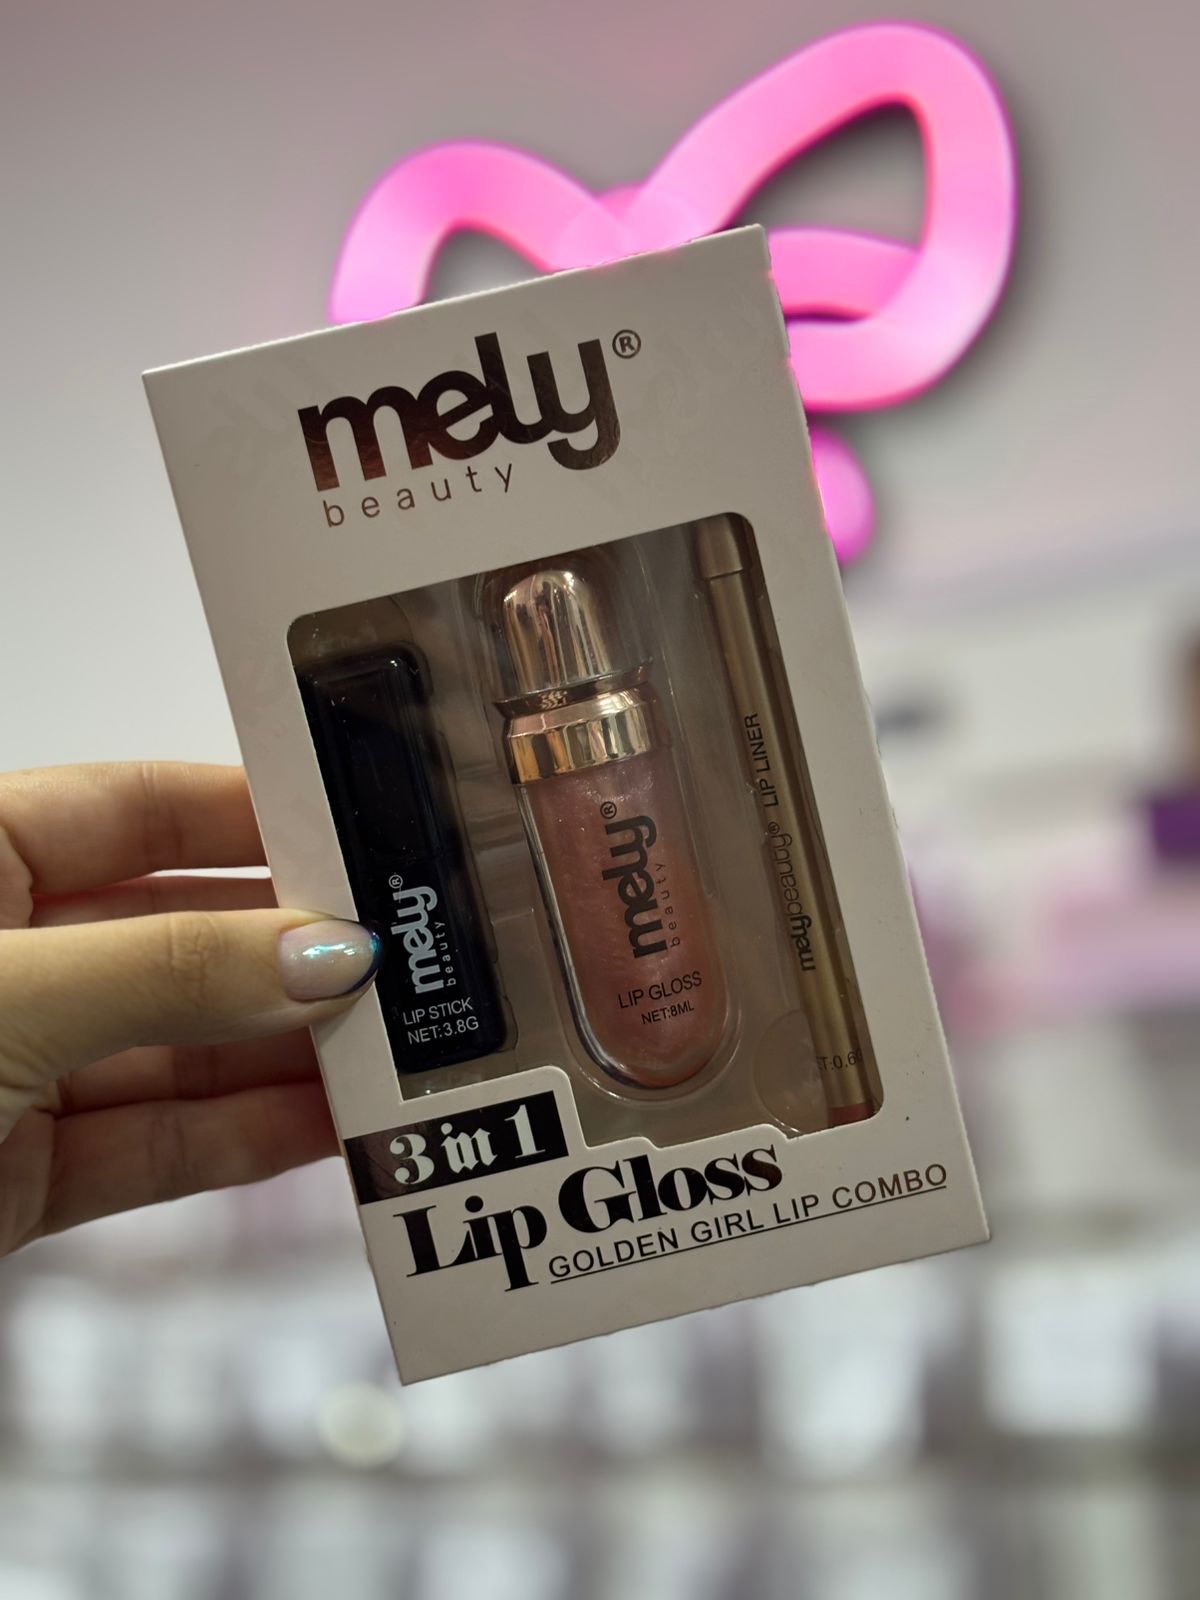 mely®
beauty
mely®
beauty
LIP STICK
NET:3.8G
mely®
beauty
LIP GLOSS
NET:8ML
melybeauty® LIP LINER
3 in 1
Lip Gloss
GOLDEN GIRL LIP COMBO